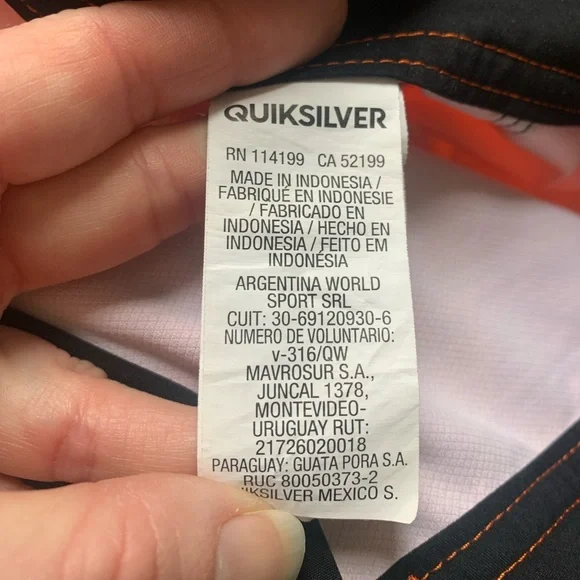 QUIKSILVER
RN 114199 CA 52199
MADE IN INDONESIA /
FABRIQUÉ EN INDONESIE
/ FABRICADO EN
INDONESIA / HECHO EN
INDONESIA / FEITO EM
INDONÉSIA
ARGENTINA WORLD
SPORT SRL
CUIT: 30-69120930-6
NUMERO DE VOLUNTARIO:
v-316/QW
MAVROSUR S.A.,
JUNCAL 1378,
MONTEVIDEO-
URUGUAY RUT:
21726020018
PARAGUAY: GUATA PORA S.A.
RUC 80050373-2
MEXICO S.